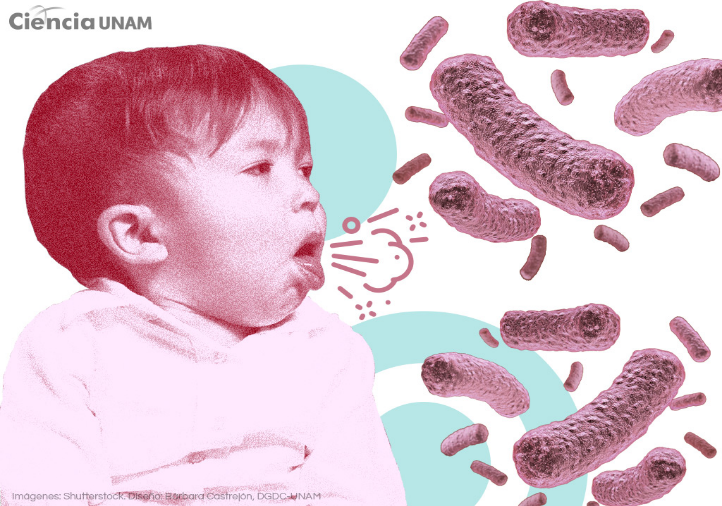 Ciencia UNAM
Imágenes: Shutterstock. Diseño: Bárbara Castrejón, DGDC-UNAM